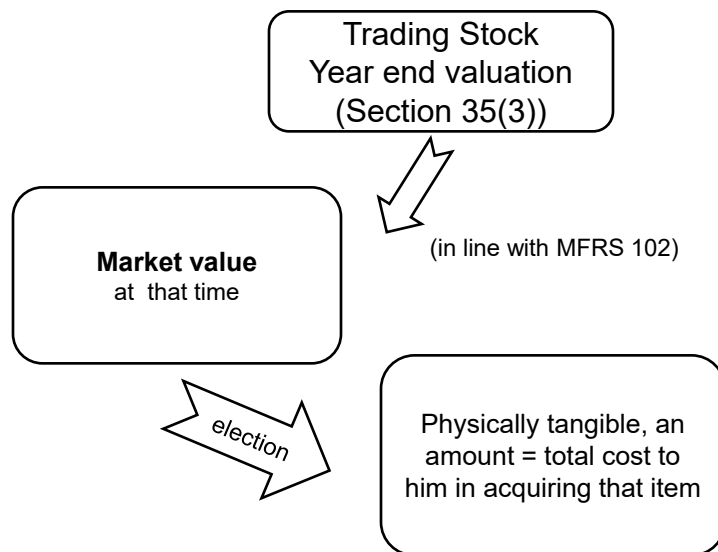 Trading Stock
Year end valuation
(Section 35(3))
Market value
at that time
(in line with MFRS 102)
election
Physically tangible, an
amount = total cost to
him in acquiring that item